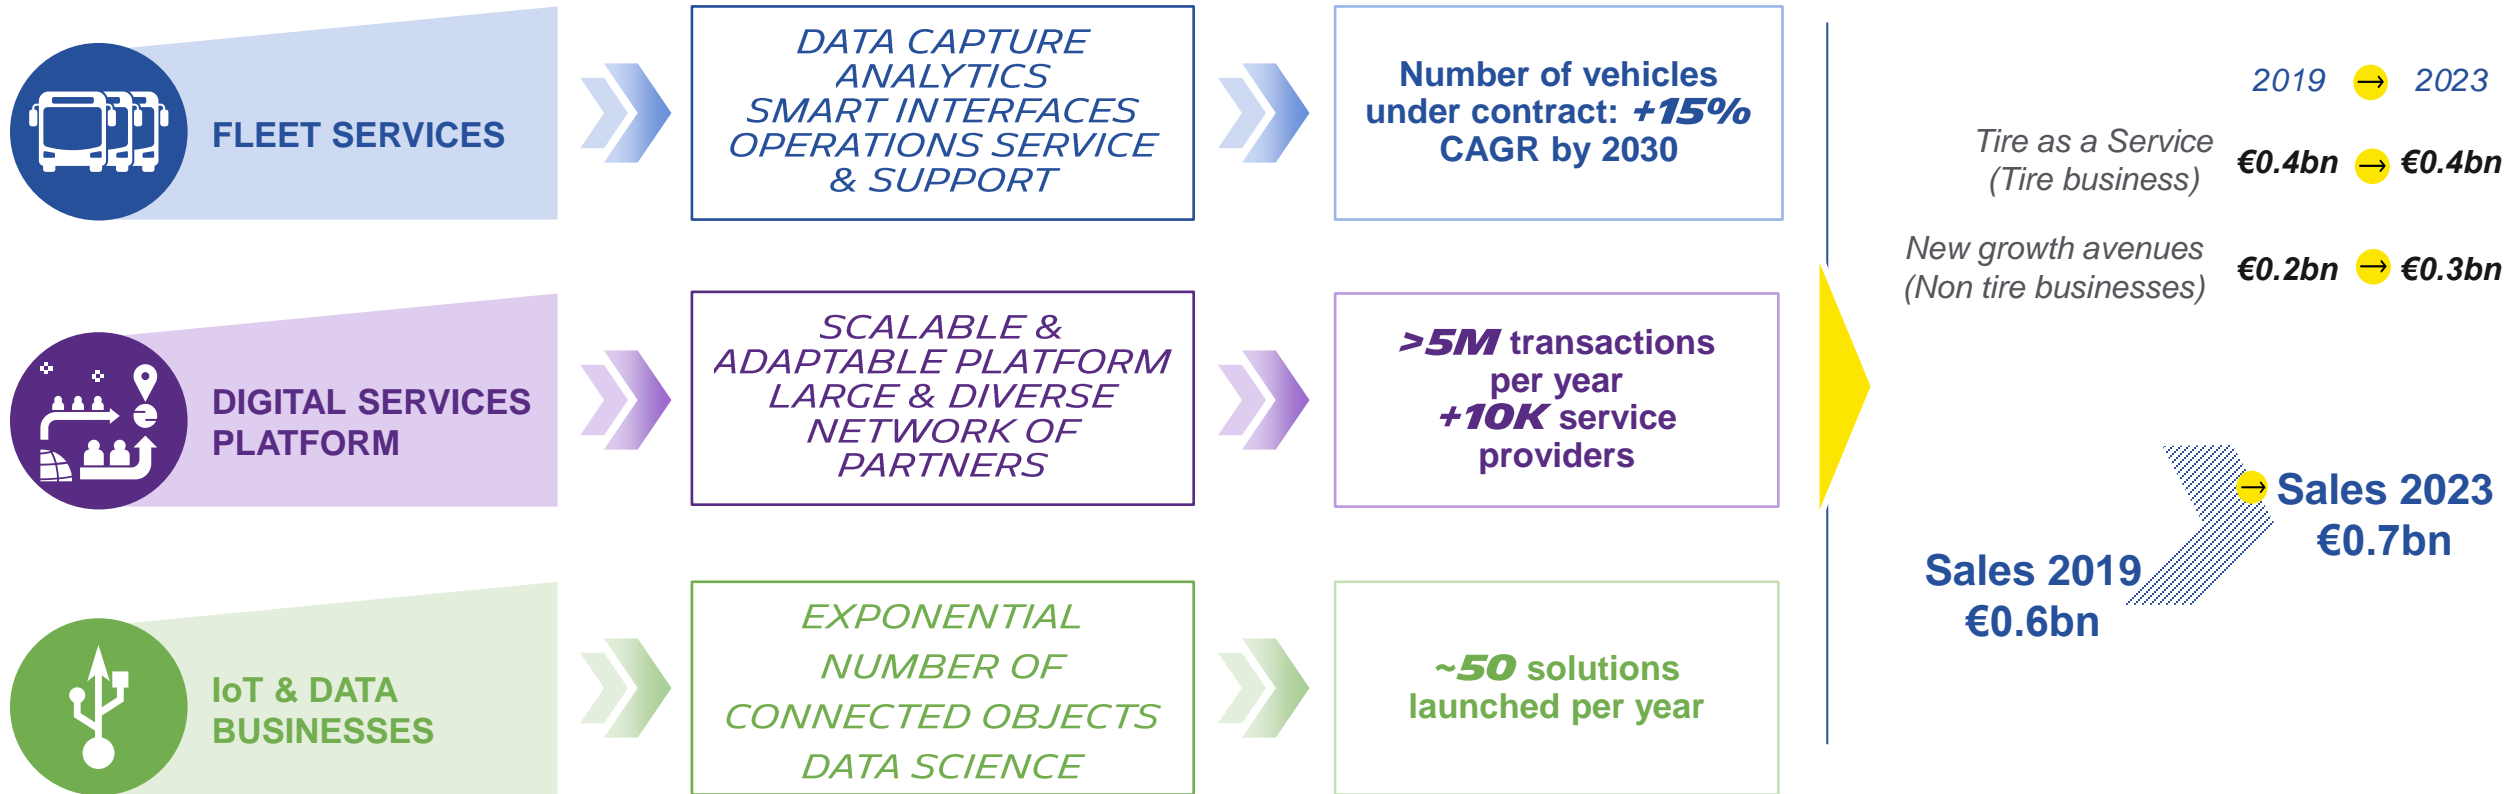 FLEET SERVICES
DATA CAPTURE
ANALYTICS
SMART INTERFACES
OPERATIONS SERVICE
& SUPPORT
Number of vehicles
under contract: +15%
CAGR by 2030
DIGITAL SERVICES
PLATFORM
SCALABLE &
ADAPTABLE PLATFORM
LARGE & DIVERSE
NETWORK OF
PARTNERS
>5M transactions
per year
+10K service
providers
IoT & DATA
BUSINESSES
EXPONENTIAL
NUMBER OF
CONNECTED OBJECTS
DATA SCIENCE
~50 solutions
launched per year
2019 → 2023
Tire as a Service
(Tire business)
€0.4bn → €0.4bn
New growth avenues
(Non tire businesses)
€0.2bn → €0.3bn
→ Sales 2023
€0.7bn
Sales 2019
€0.6bn